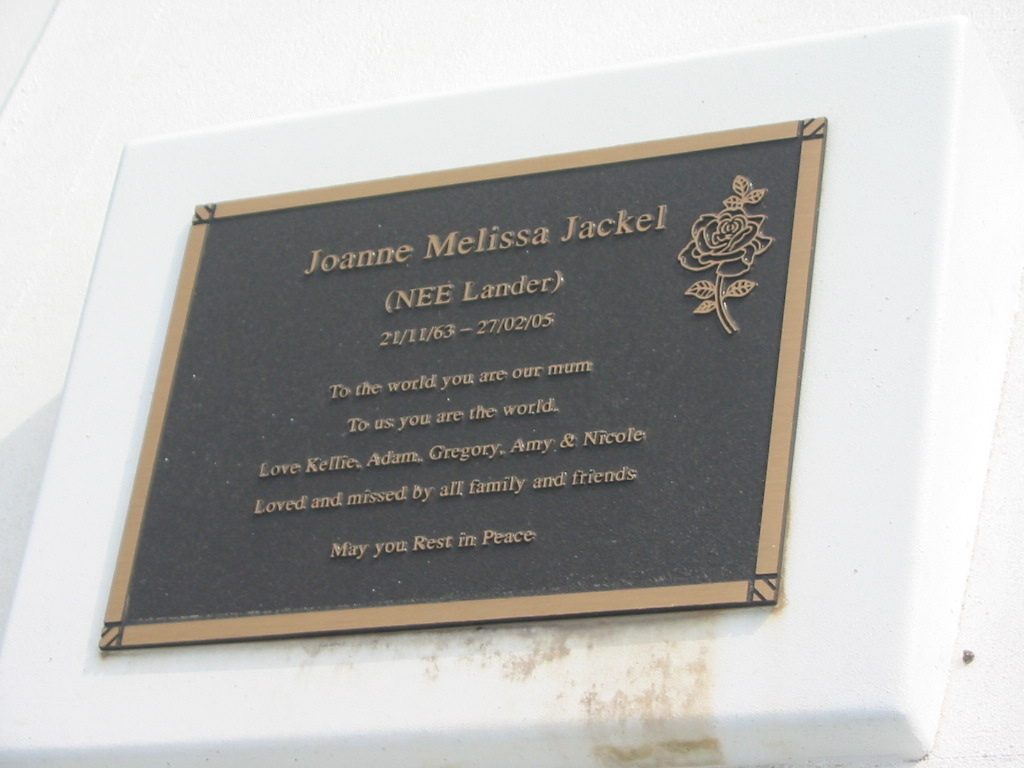 Joanne Melissa Jackel
(NEE Lander)
21/11/63 – 27/02/05
To the world you are our mum
To us you are the world.
Love Kellie, Adam, Gregory, Amy & Nicole
Loved and missed by all family and friends
May you Rest in Peace